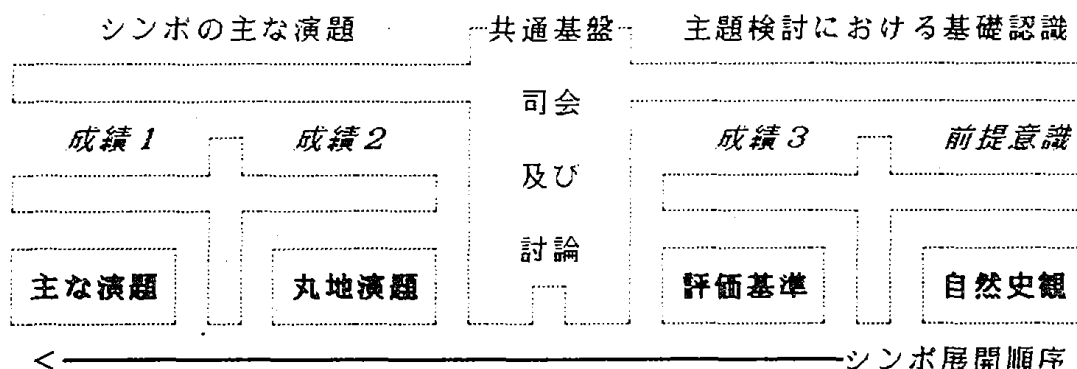 シンポの主な演題 共通基盤 主題検討における基礎認識
司会
成績1 成績2 成績3 前提意識
及び
討論
主な演題 丸地演題 評価基準 自然史観
< シンポ展開順序